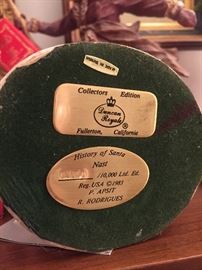 Collectors Edition
Duncan
Royale
®
Fullerton, California
History of Santa
Nast
/10,000 Ltd. Ed.
Reg. USA ©1983
P. APSIT
R. RODRIGUES